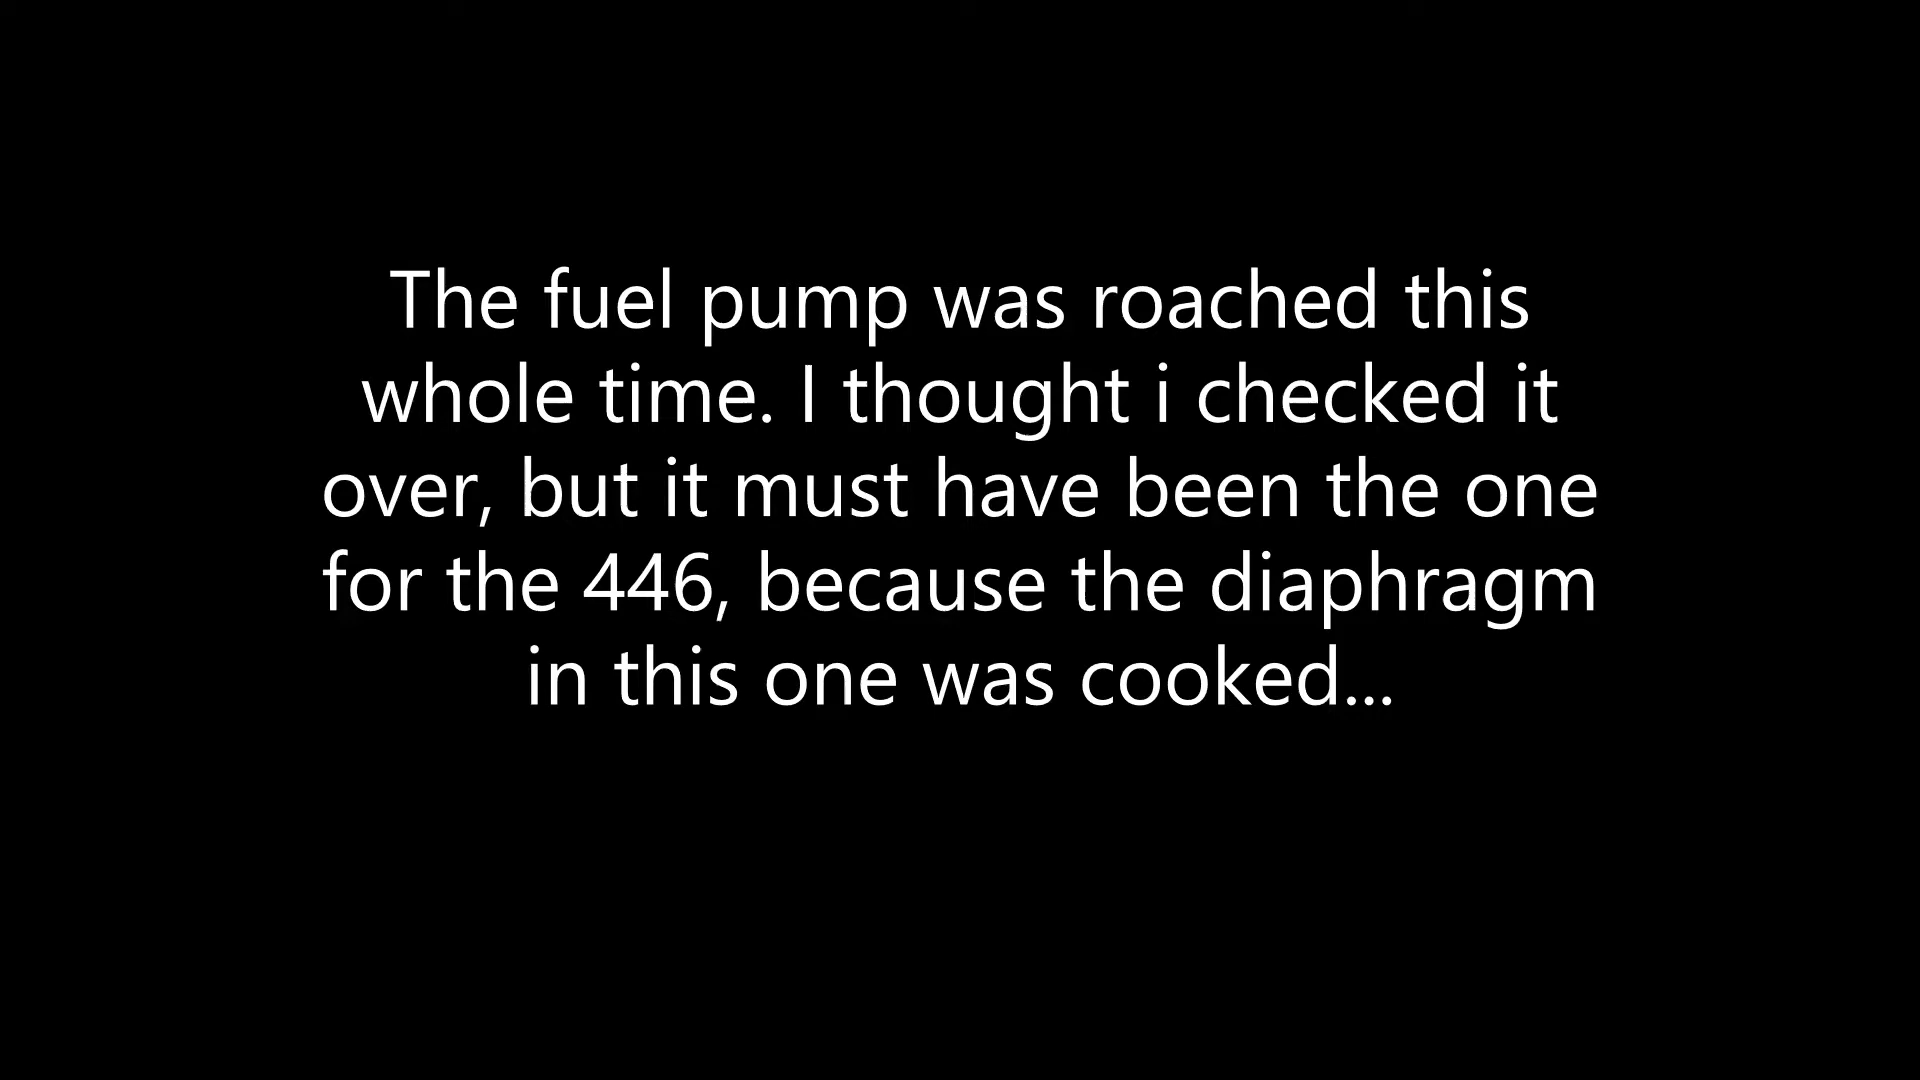 The fuel pump was roached this
whole time. I thought i checked it
over, but it must have been the one
for the 446, because the diaphragm
in this one was cooked...